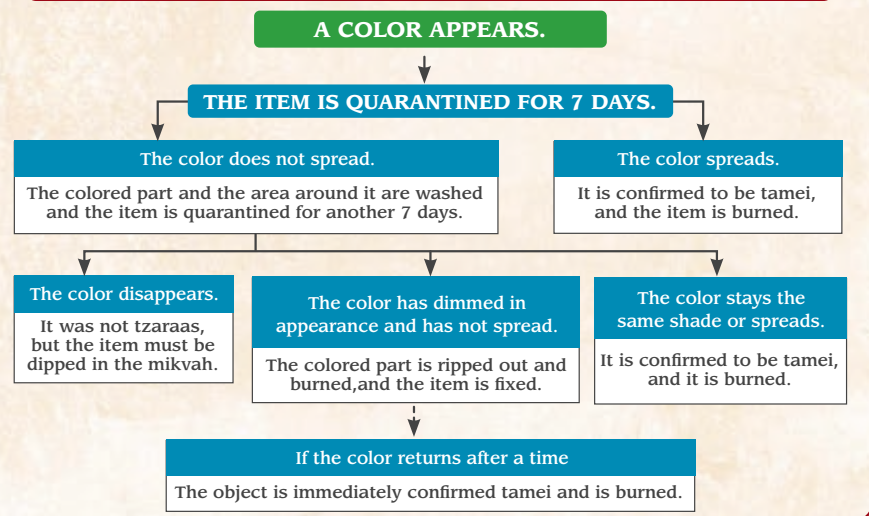 A COLOR APPEARS.
THE ITEM IS QUARANTINED FOR 7 DAYS.
The color does not spread.
The colored part and the area around it are washed
and the item is quarantined for another 7 days.
The color spreads.
It is confirmed to be tamei,
and the item is burned.
The color disappears.
It was not tzaraas,
but the item must be
dipped in the mikvah.
The color has dimmed in
appearance and has not spread.
The colored part is ripped out and
burned,and the item is fixed.
The color stays the
same shade or spreads.
It is confirmed to be tamei,
and it is burned.
If the color returns after a time
The object is immediately confirmed tamei and is burned.